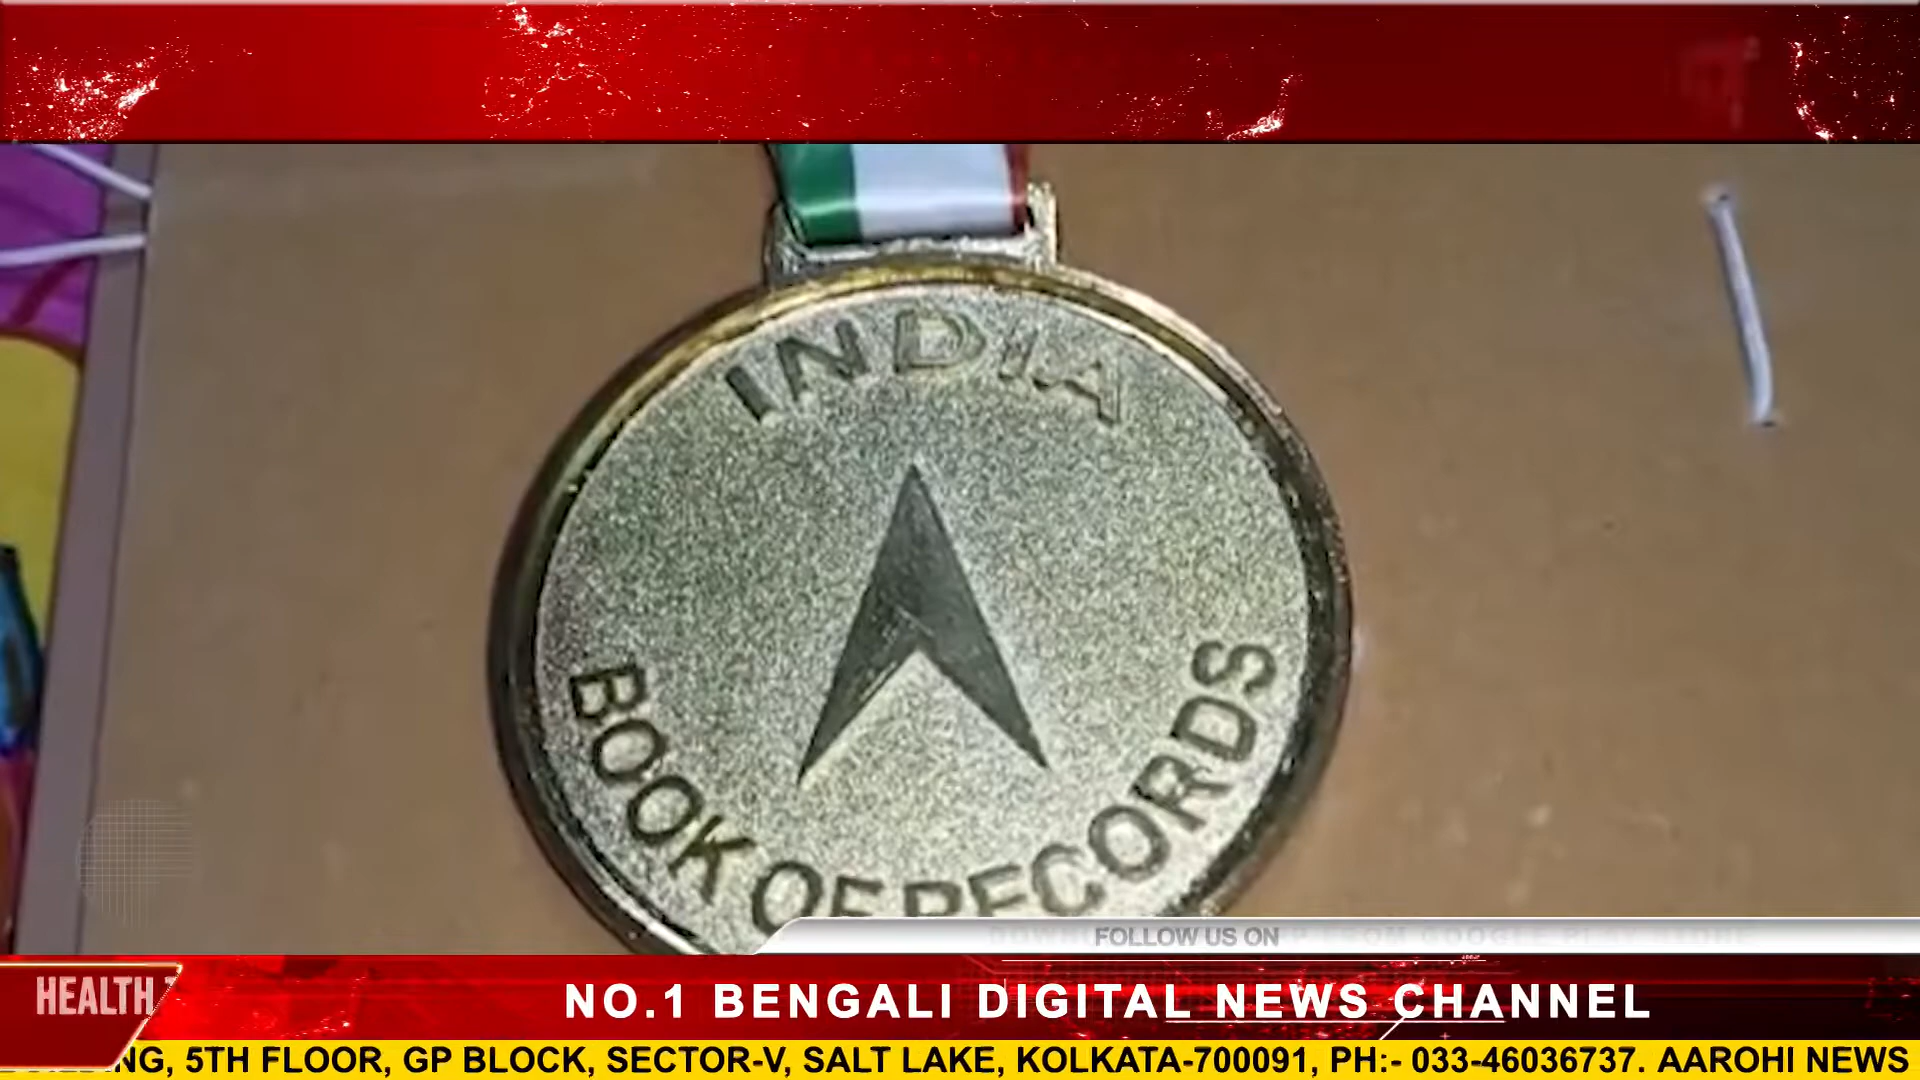 INDIA
BOOK OF RECORDS
FOLLOW US ON
HEALTH
NO.1 BENGALI DIGITAL NEWS CHANNEL
NG, 5TH FLOOR, GP BLOCK, SECTOR-V, SALT LAKE, KOLKATA-700091, PH:- 033-46036737. AAROHI NEWS